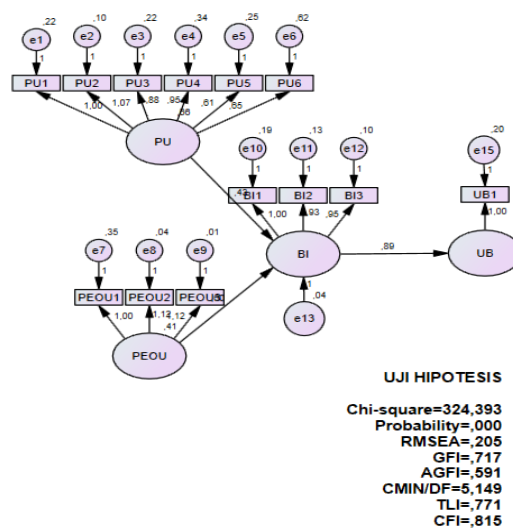 ,22 ,10 ,22 ,34 ,25 ,62
e1 e2 e3 e4 e5 e6
1 1 1 1 1 1
PU1 PU2 PU3 PU4 PU5 PU6
1,00 1,07 ,88 ,95 ,61 ,65
PU
,19 ,13 ,10 ,20
e10 e11 e12 e15
1 1 1 1
BI1 BI2 BI3 UB1
,43 1,00 ,93 ,95 1,00
,35 ,04 ,01
e7 e8 e9
1 1 1
BI ,89 UB
PEOU1 PEOU2
1 ,04
1,00 1,12 1,12
,41
e13
PEOU
UJI HIPOTESIS
Chi-square=324,393
Probability=,000
RMSEA=,205
GFI=,717
AGFI=,591
CMIN/DF=5,149
TLI=,771
CFI=,815